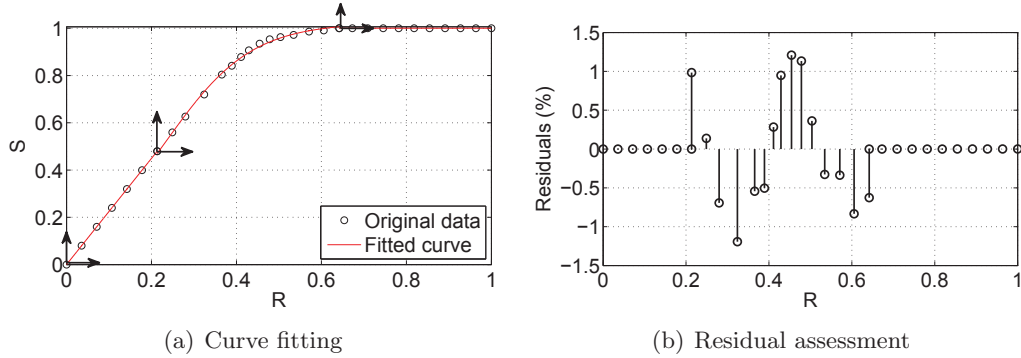 1
0.8
0.6
0.4
0.2
0
S
0 0.2 0.4 0.6 0.8 1
R
Original data
Fitted curve
(a) Curve fitting
1.5
1
0.5
0
−0.5
−1
−1.5
Residuals (%)
0 0.2 0.4 0.6 0.8 1
R
(b) Residual assessment